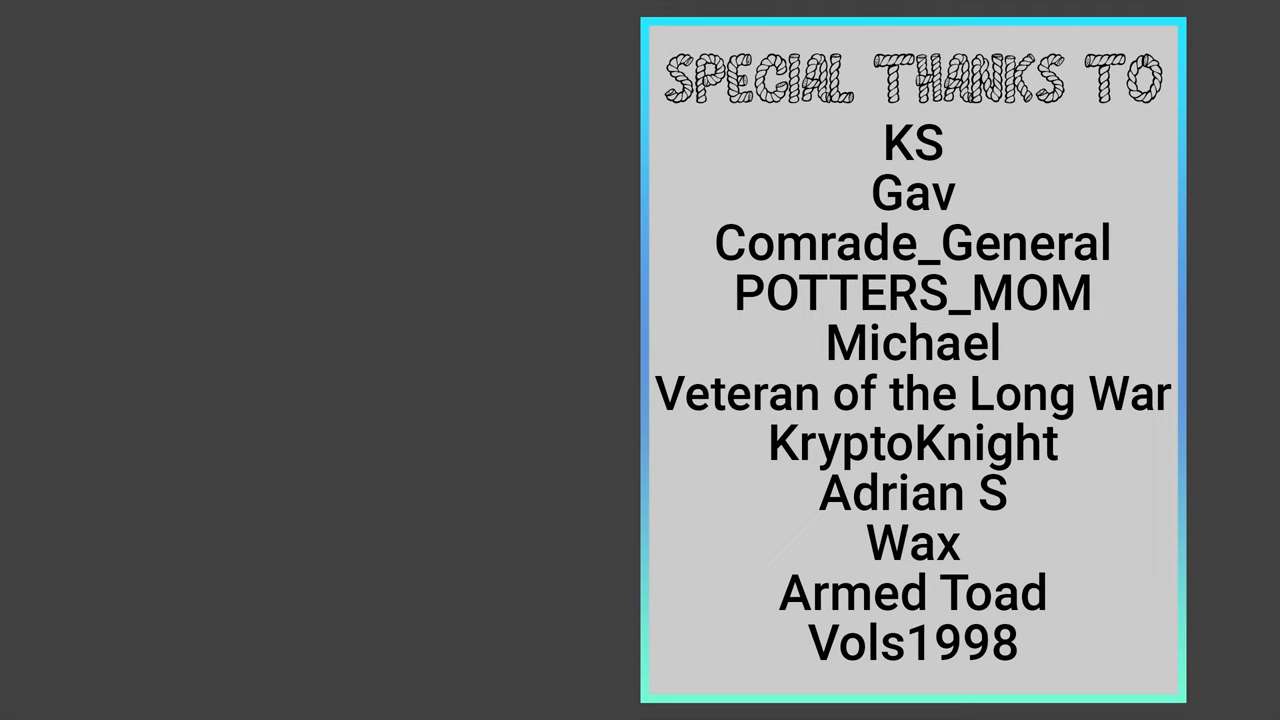 SPECIAL THANKS TO
KS
Gav
Comrade_General
POTTERS_MOM
Michael
Veteran of the Long War
KryptoKnight
Adrian S
Wax
Armed Toad
Vols1998